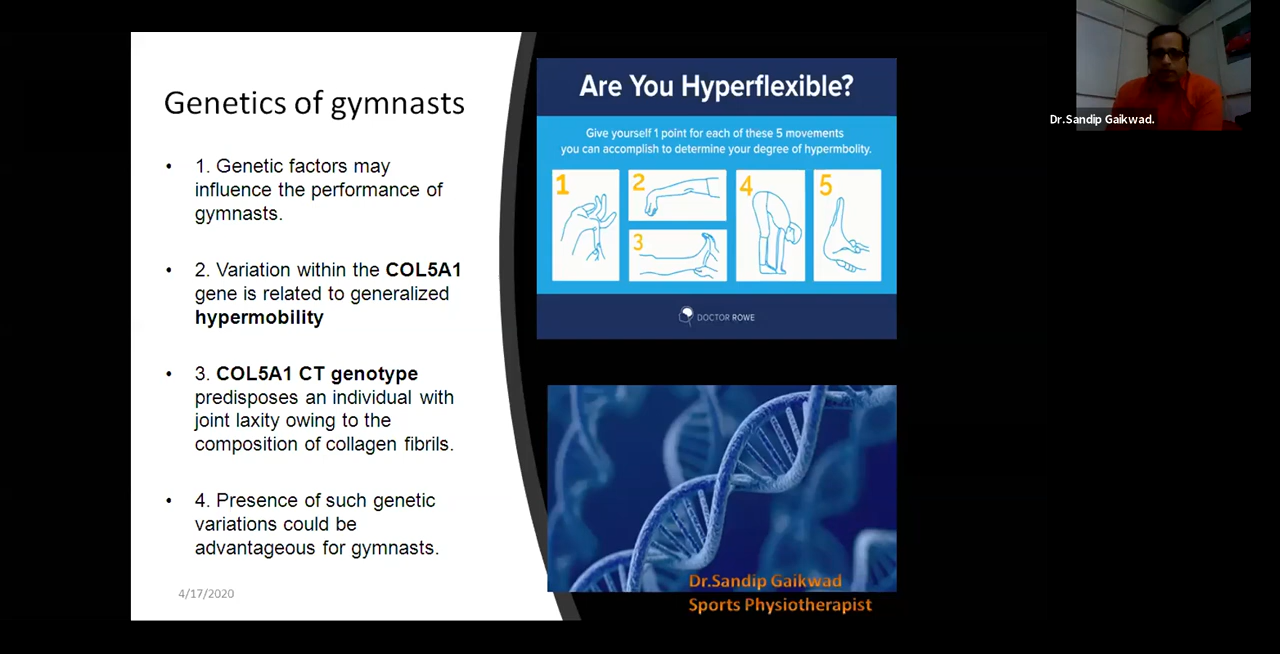 Genetics of gymnasts
• 1. Genetic factors may
influence the performance of
gymnasts.
• 2. Variation within the COL5A1
gene is related to generalized
hypermobility
• 3. COL5A1 CT genotype
predisposes an individual with
joint laxity owing to the
composition of collagen fibrils.
• 4. Presence of such genetic
variations could be
advantageous for gymnasts.
4/17/2020
Are You Hyperflexible?
Give yourself 1 point for each of these 5 movements
you can accomplish to determine your degree of hypermbolity.
1
2
3
4
5
DOCTOR ROWE
Dr.Sandip Gaikwad
Sports Physiotherapist
Dr.Sandip Gaikwad.